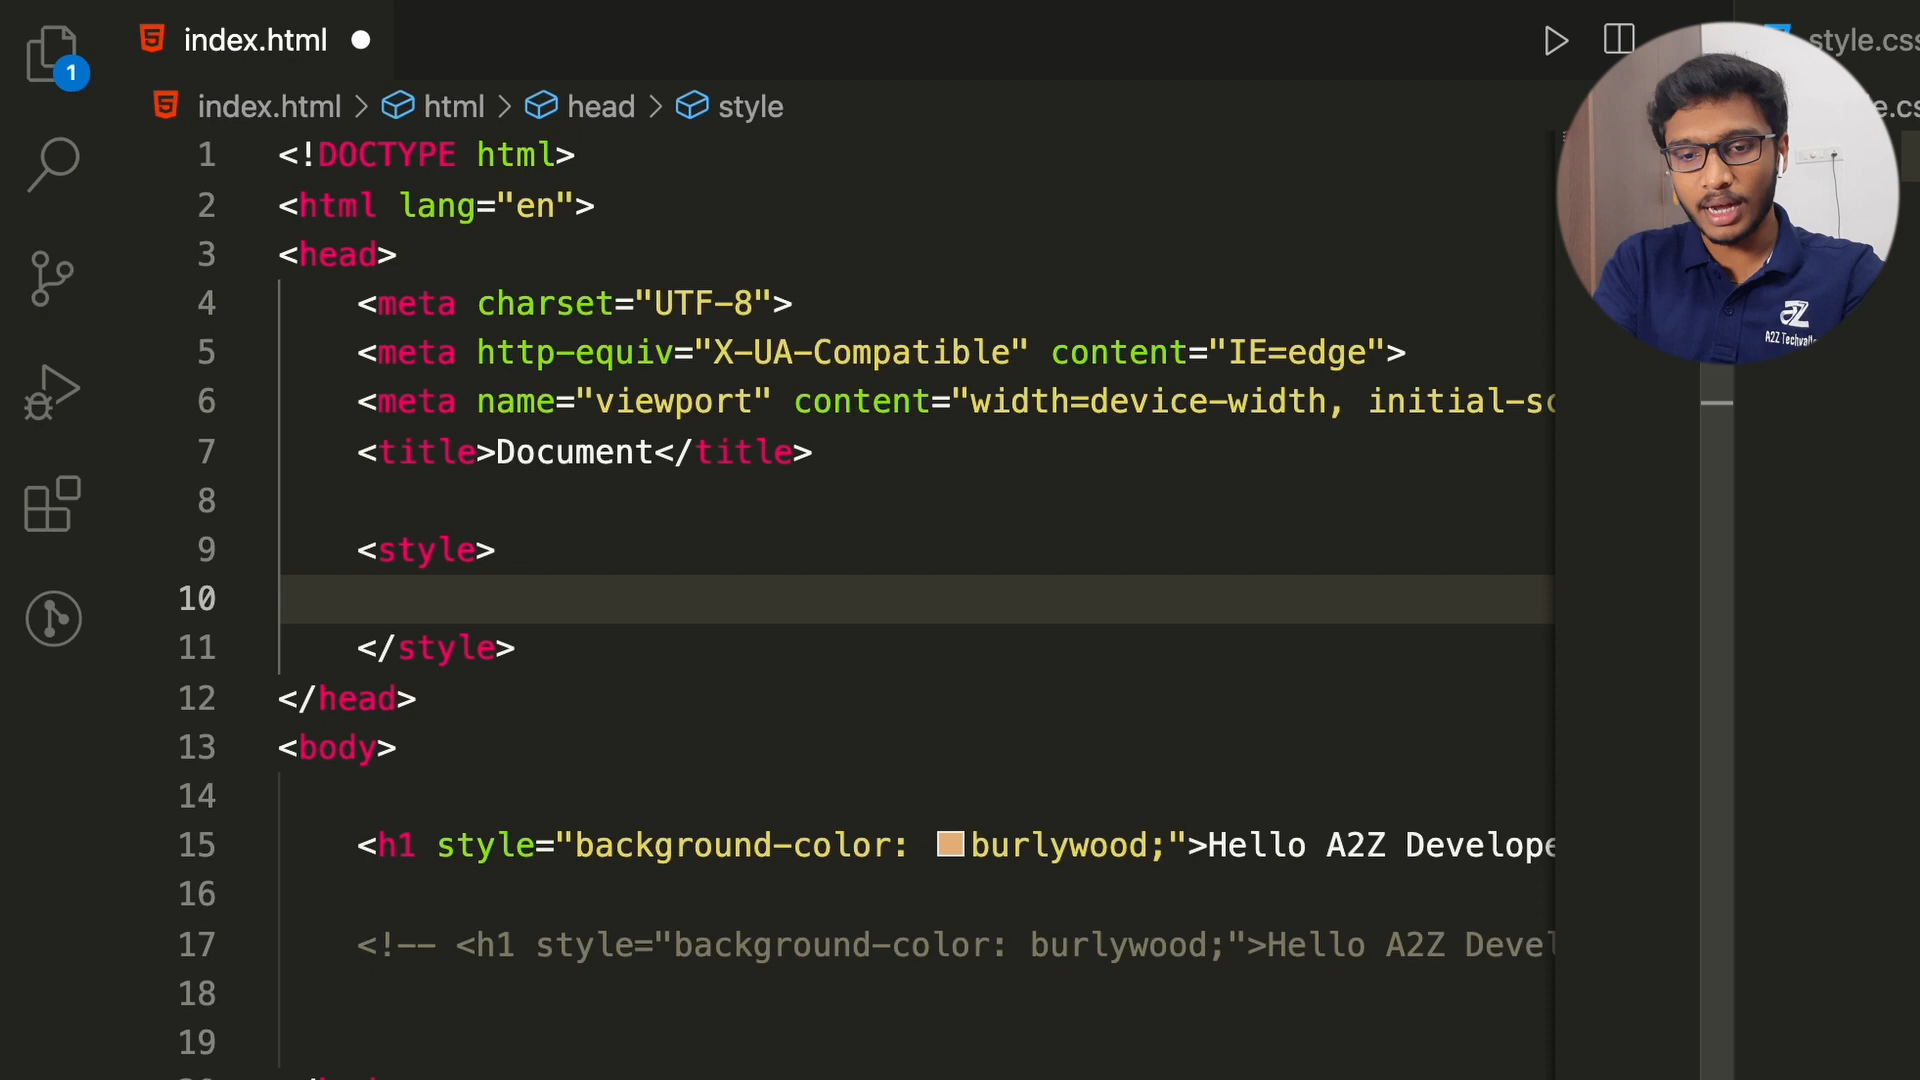 index.html
style.css
1
index.html > html > head > style
1 <!DOCTYPE html>
2 <html lang="en">
3 <head>
4 <meta charset="UTF-8">
5 <meta http-equiv="X-UA-Compatible" content="IE=edge">
6 <meta name="viewport" content="width=device-width, initial-sc
7 <title>Document</title>
8
9 <style>
10
11 </style>
12 </head>
13 <body>
14
15 <h1 style="background-color: burlywood;">Hello A2Z Develope
16
17 <!-- <h1 style="background-color: burlywood;">Hello A2Z Devel
18
19
aZ
A2Z Techvall